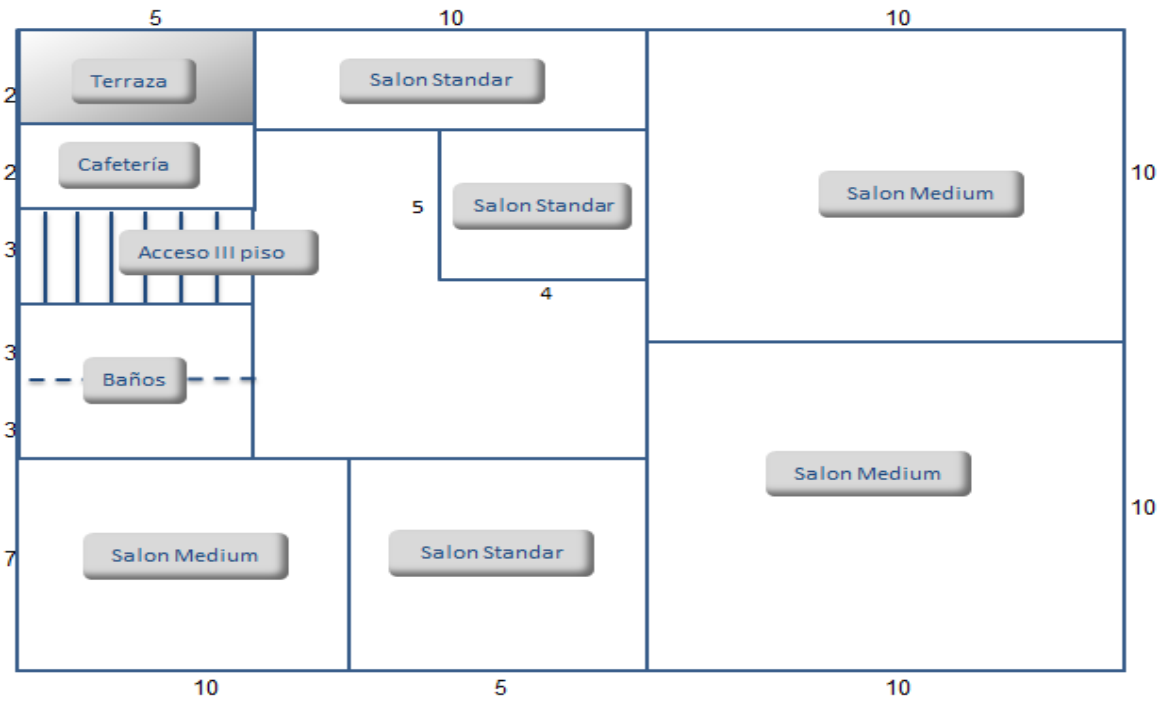 5 10 10
Terraza
Salon Standar
2
Cafetería
2
Salon Standar
5
4
Salon Medium
10
Acceso III piso
3
3
Baños
3
Salon Medium
10
Salon Medium
7
Salon Standar
10 5 10